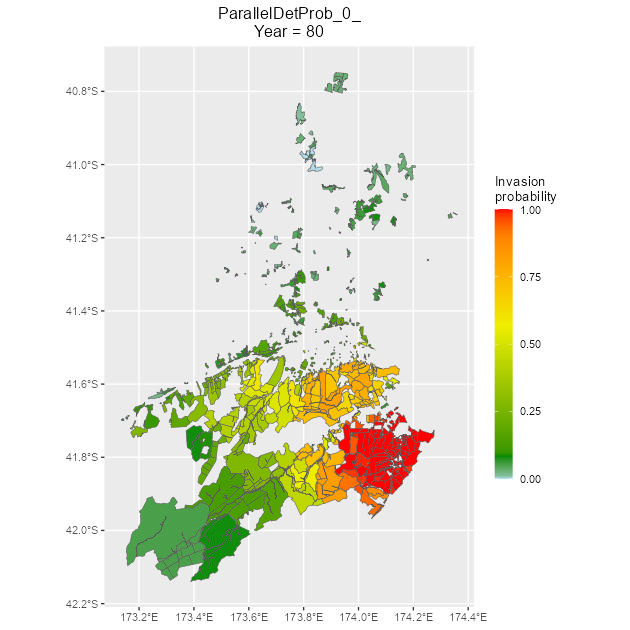 ParallelDetProb_0_
Year = 80
40.8°S
41.0°S
41.2°S
41.4°S
41.6°S
41.8°S
42.0°S
42.2°S
173.2°E 173.4°E 173.6°E 173.8°E 174.0°E 174.2°E 174.4°E
Invasion
probability
1.00
0.75
0.50
0.25
0.00